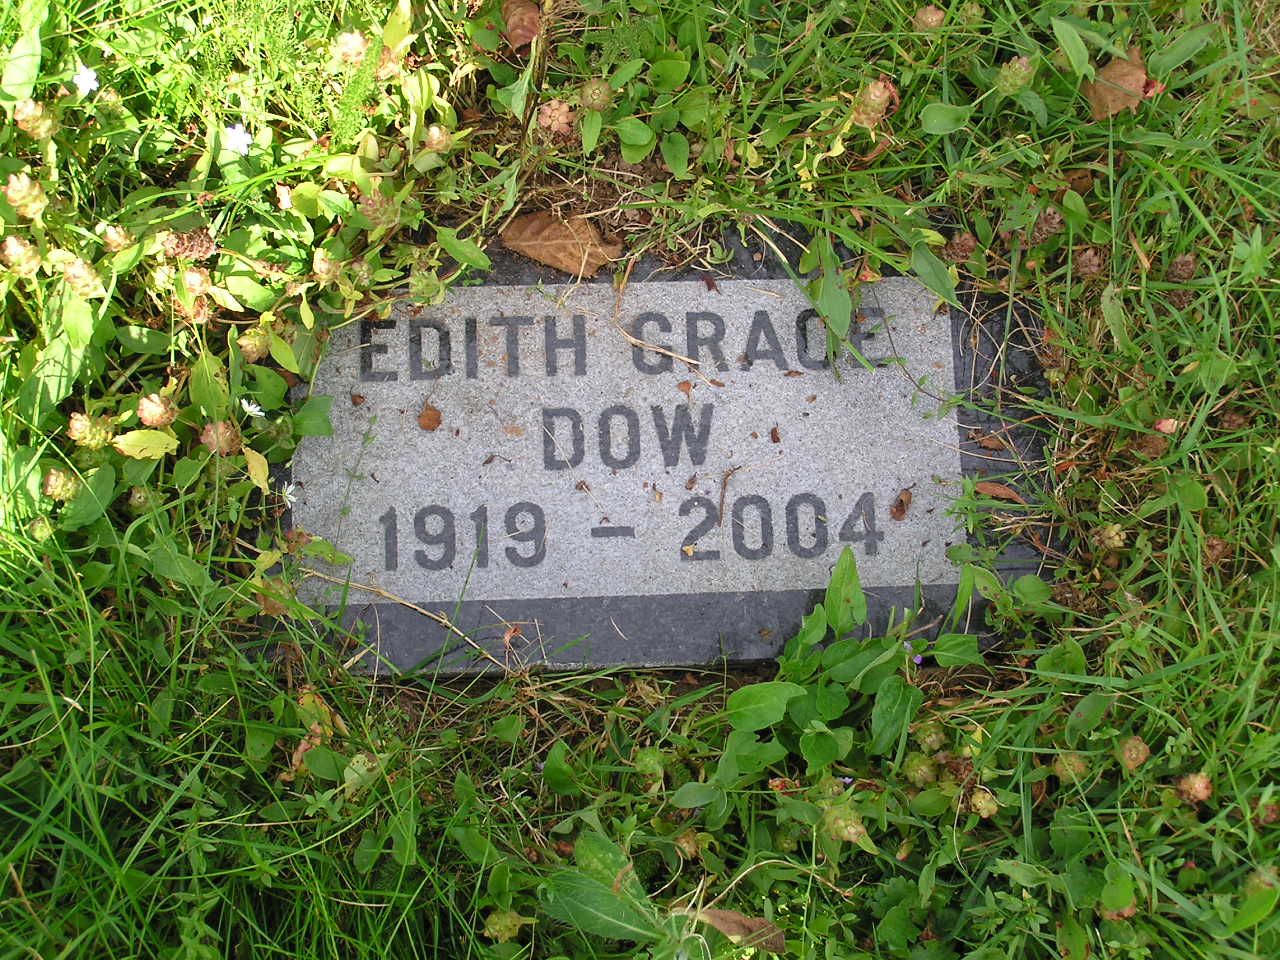 EDITH GRACE
DOW
1919 - 2004